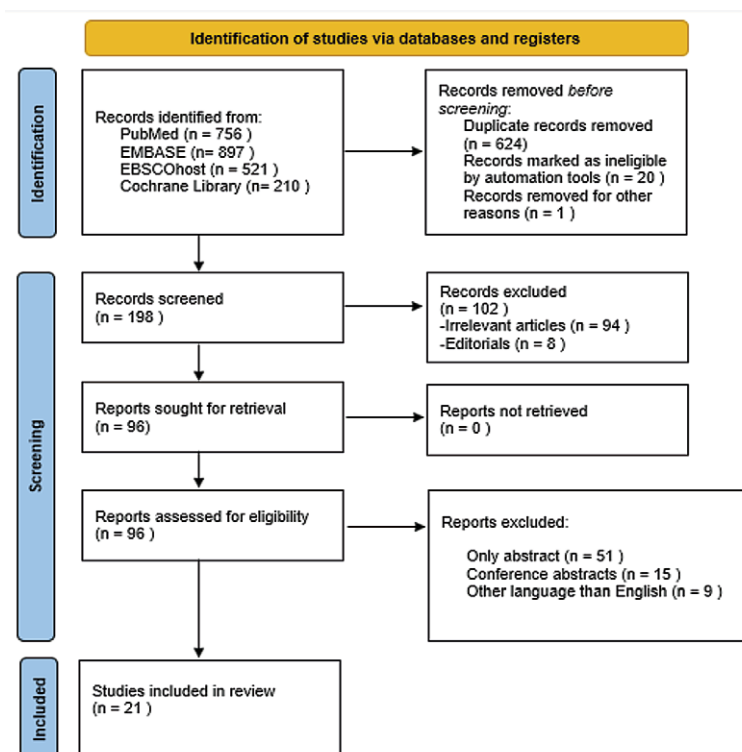 Identification of studies via databases and registers
Identification
Records identified from:
PubMed (n = 756 )
EMBASE (n= 897 )
EBSCOhost (n = 521 )
Cochrane Library (n= 210 )
Records removed before
screening:
Duplicate records removed
(n = 624)
Records marked as ineligible
by automation tools (n = 20 )
Records removed for other
reasons (n = 1 )
Screening
Records screened
(n = 198 )
Records excluded
(n = 102 )
-Irrelevant articles (n = 94 )
-Editorials (n = 8 )
Reports sought for retrieval
(n = 96)
Reports not retrieved
(n = 0 )
Reports assessed for eligibility
(n = 96 )
Reports excluded:
Only abstract (n = 51 )
Conference abstracts (n = 15 )
Other language than English (n = 9 )
Included
Studies included in review
(n = 21 )